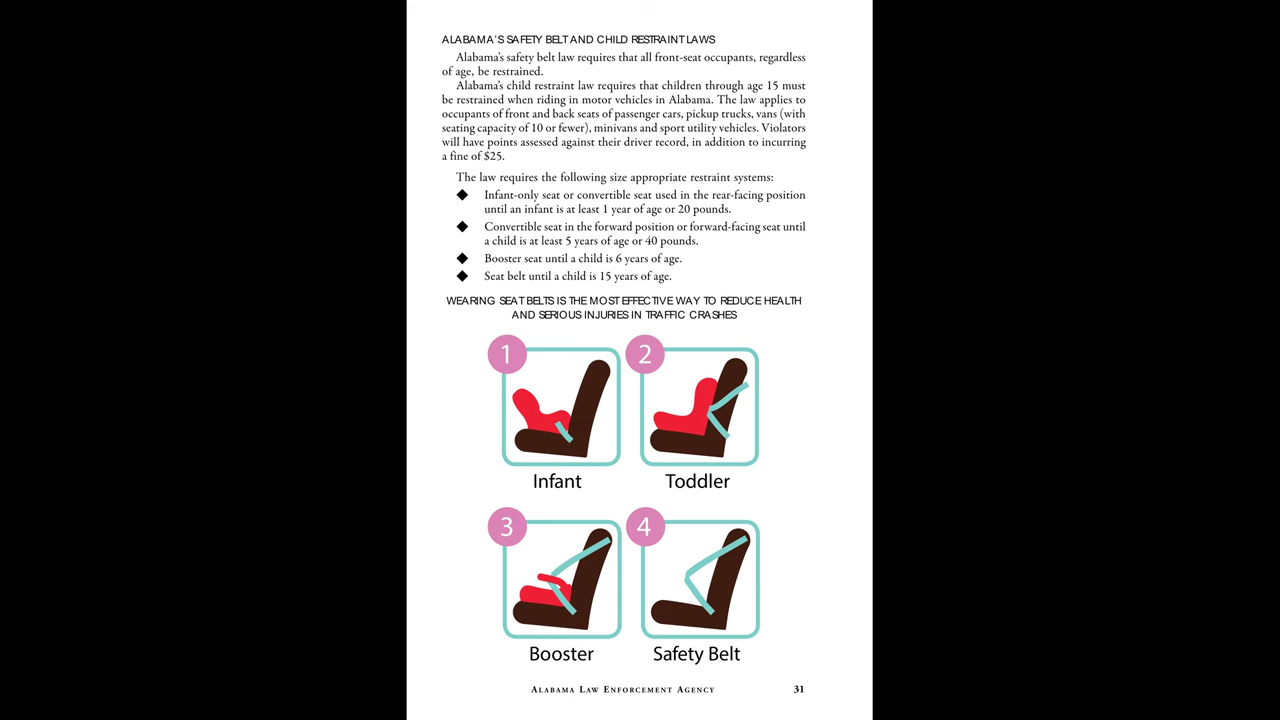 ALABAMA'S SAFETY BELT AND CHILD RESTRAINT LAWS
Alabama's safety belt law requires that all front-seat occupants, regardless
of age, be restrained.
Alabama's child restraint law requires that children through age 15 must
be restrained when riding in motor vehicles in Alabama. The law applies to
occupants of front and back seats of passenger cars, pickup trucks, vans (with
seating capacity of 10 or fewer), minivans and sport utility vehicles. Violators
will have points assessed against their driver record, in addition to incurring
a fine of $25.
The law requires the following size appropriate restraint systems:
◆ Infant-only seat or convertible seat used in the rear-facing position
until an infant is at least 1 year of age or 20 pounds.
◆ Convertible seat in the forward position or forward-facing seat until
a child is at least 5 years of age or 40 pounds.
◆ Booster seat until a child is 6 years of age.
◆ Seat belt until a child is 15 years of age.
WEARING SEAT BELTS IS THE MOST EFFECTIVE WAY TO REDUCE HEALTH
AND SERIOUS INJURIES IN TRAFFIC CRASHES
1
2
Infant
Toddler
3
4
Booster
Safety Belt
ALABAMA LAW ENFORCEMENT AGENCY
31